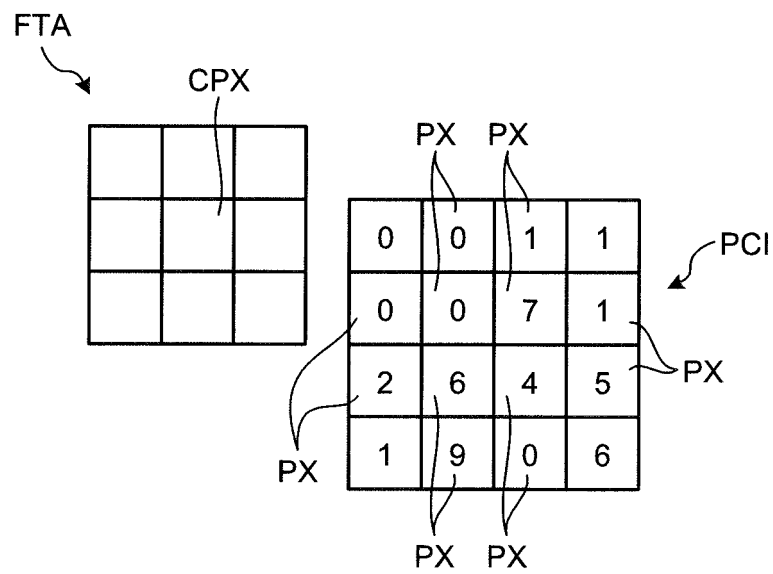 FTA
CPX
PX PX
0 0 1 1
PCI
0 0 7 1
2 6 4 5
PX
1 9 0 6
PX
PX PX